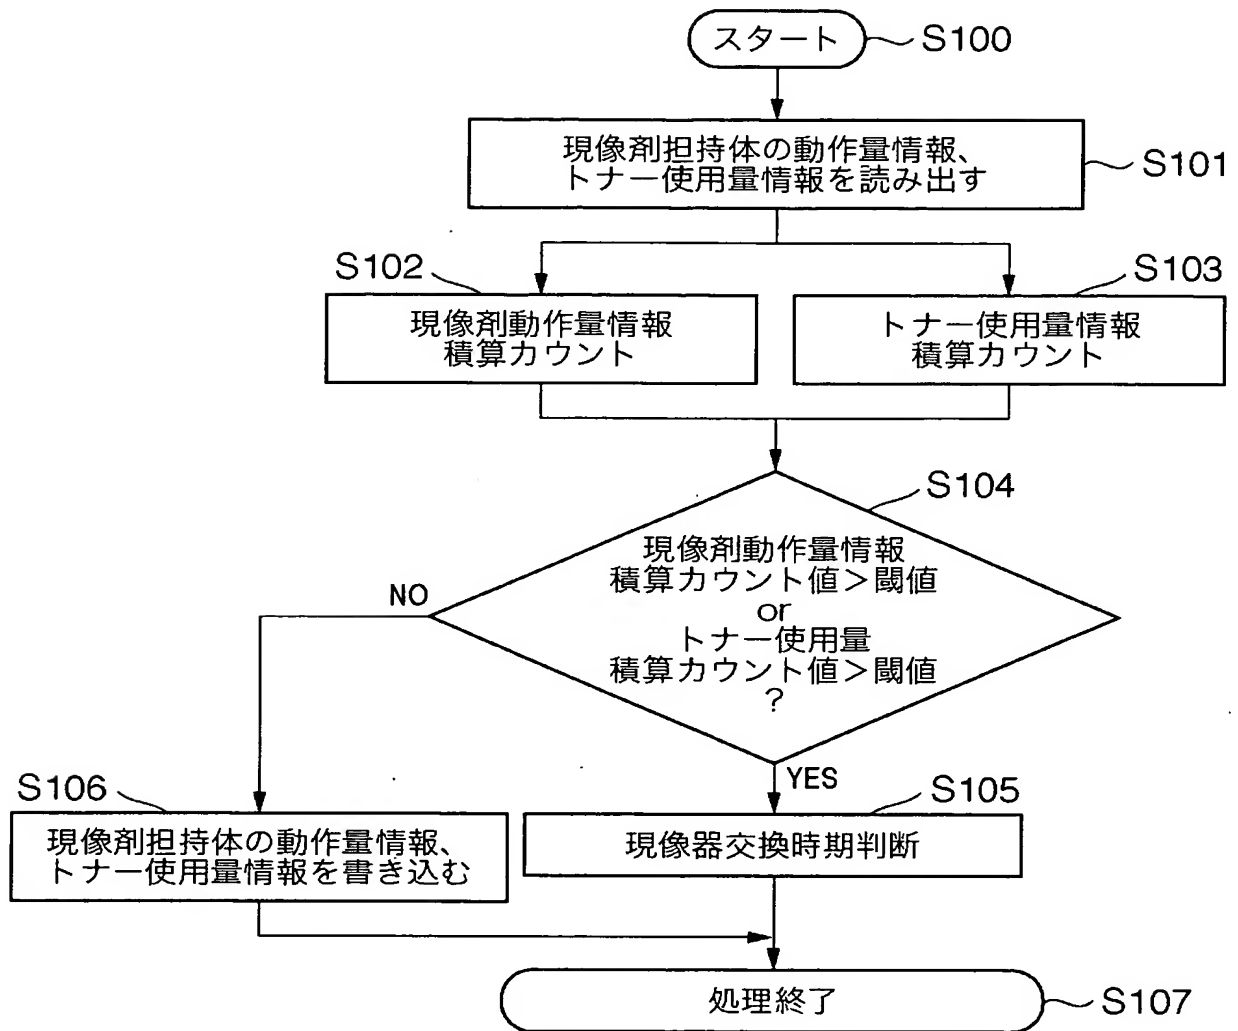 スタート
S100
現像剤担持体の動作量情報、
トナー使用量情報を読み出す
S101
S102
現像剤動作量情報
積算カウント
S103
トナー使用量情報
積算カウント
S104
現像剤動作量情報
積算カウント値>閾値
or
トナー使用量
積算カウント値>閾値
?
NO
YES
S106
現像剤担持体の動作量情報、
トナー使用量情報を書き込む
S105
現像器交換時期判断
処理終了
S107